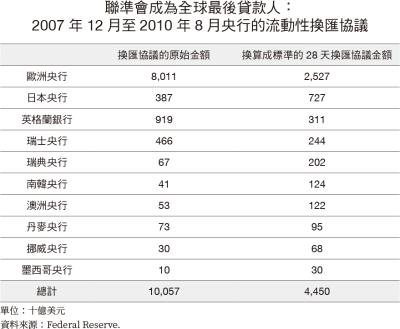 聯準會成為全球最後貸款人：
2007 年 12 月至 2010 年 8 月央行的流動性換匯協議
換匯協議的原始金額 換算成標準的 28 天換匯協議金額
歐洲央行 8,011 2,527
日本央行 387 727
英格蘭銀行 919 311
瑞士央行 466 244
瑞典央行 67 202
南韓央行 41 124
澳洲央行 53 122
丹麥央行 73 95
挪威央行 30 68
墨西哥央行 10 30
總計 10,057 4,450
單位：十億美元
資料來源：Federal Reserve.